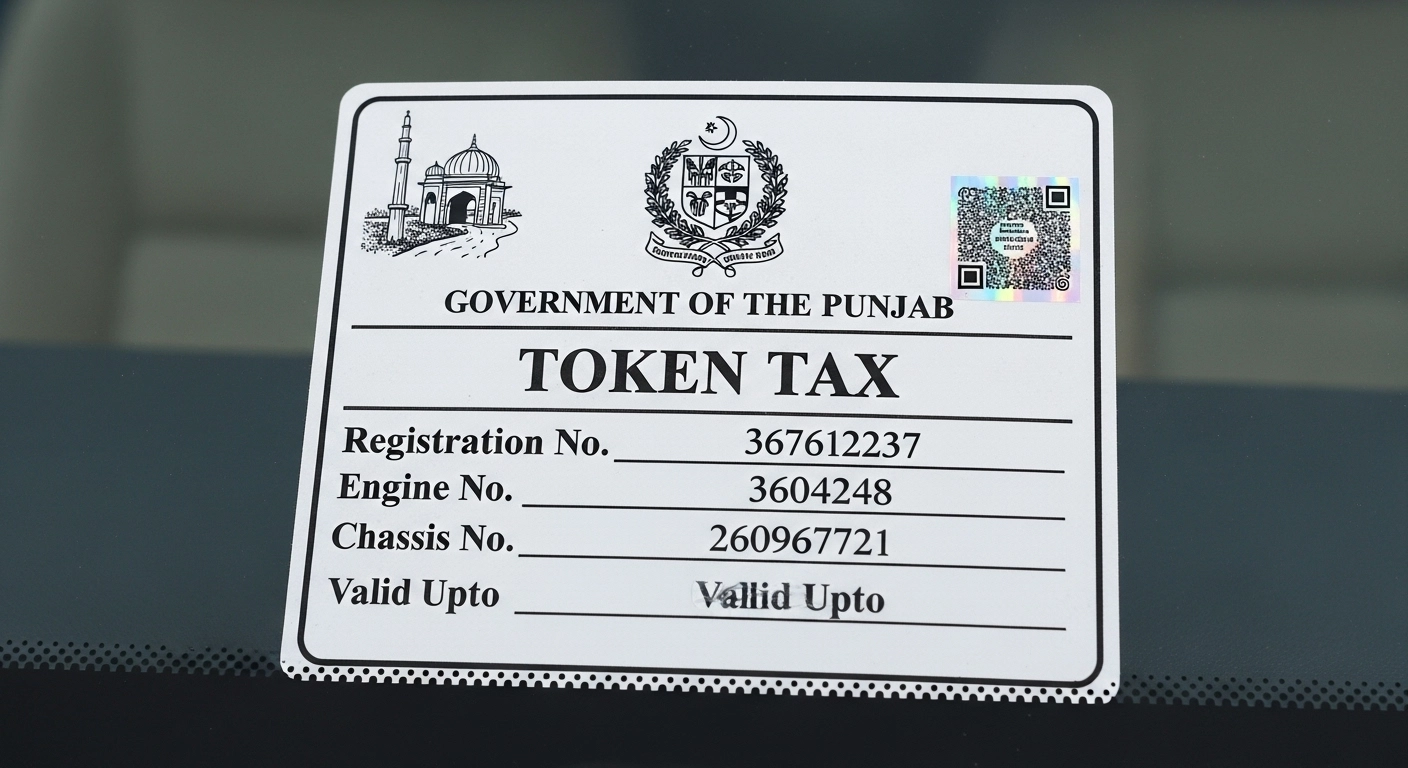 GOVERNMENT OF THE PUNJAB
TOKEN TAX
Registration No. 367612237
Engine No. 3604248
Chassis No. 260967721
Valid Upto Vallid Upto